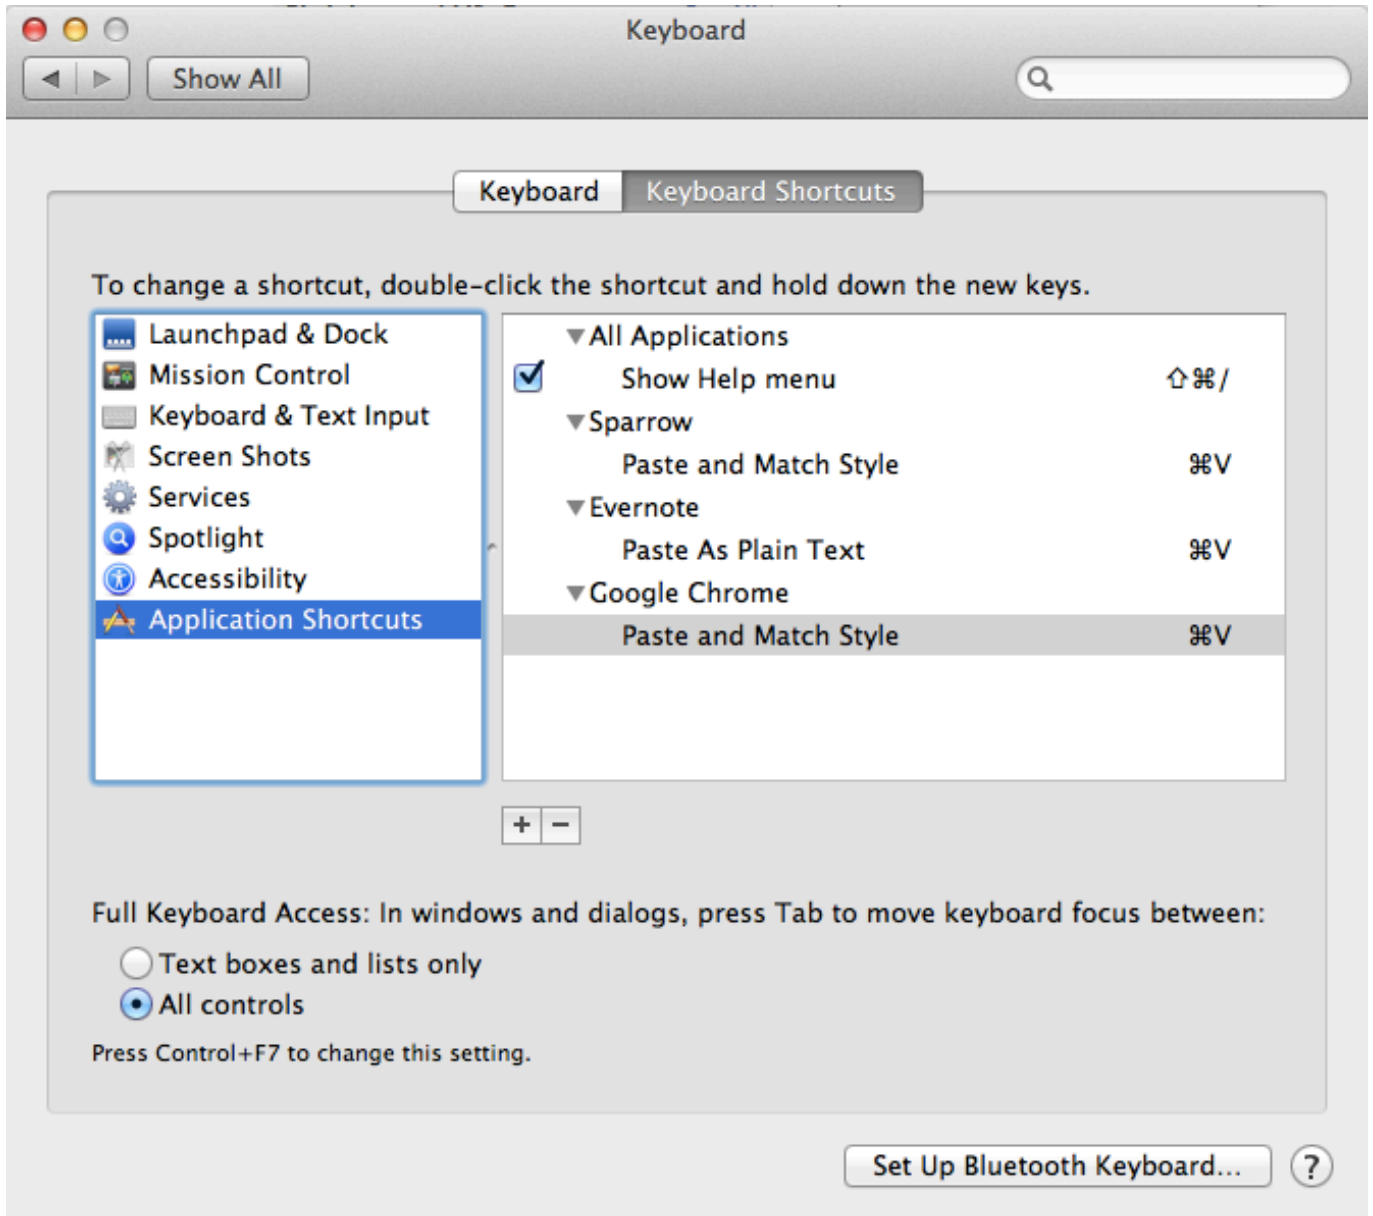 Keyboard
Show All
Keyboard Keyboard Shortcuts
To change a shortcut, double-click the shortcut and hold down the new keys.
Launchpad & Dock
Mission Control
Keyboard & Text Input
Screen Shots
Services
Spotlight
Accessibility
Application Shortcuts
All Applications
Show Help menu ⇧⌘/
Sparrow
Paste and Match Style ⌘V
Evernote
Paste As Plain Text ⌘V
Google Chrome
Paste and Match Style ⌘V
+ −
Full Keyboard Access: In windows and dialogs, press Tab to move keyboard focus between:
Text boxes and lists only
All controls
Press Control+F7 to change this setting.
Set Up Bluetooth Keyboard... ?